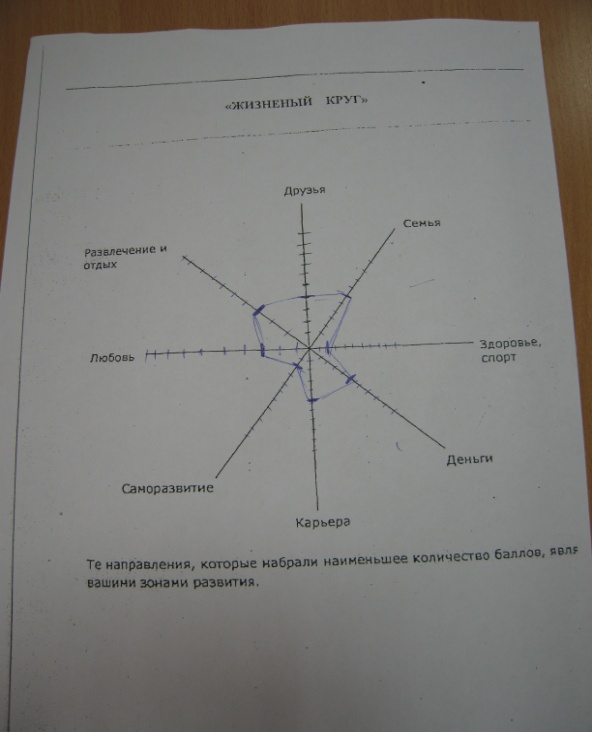 «ЖИЗНЕНЫЙ КРУГ»
Друзья
Семья
Развлечение и
отдых
Любовь
Здоровье,
спорт
Саморазвитие
Деньги
Карьера
Те направления, которые набрали наименьшее количество баллов, явля
вашими зонами развития.